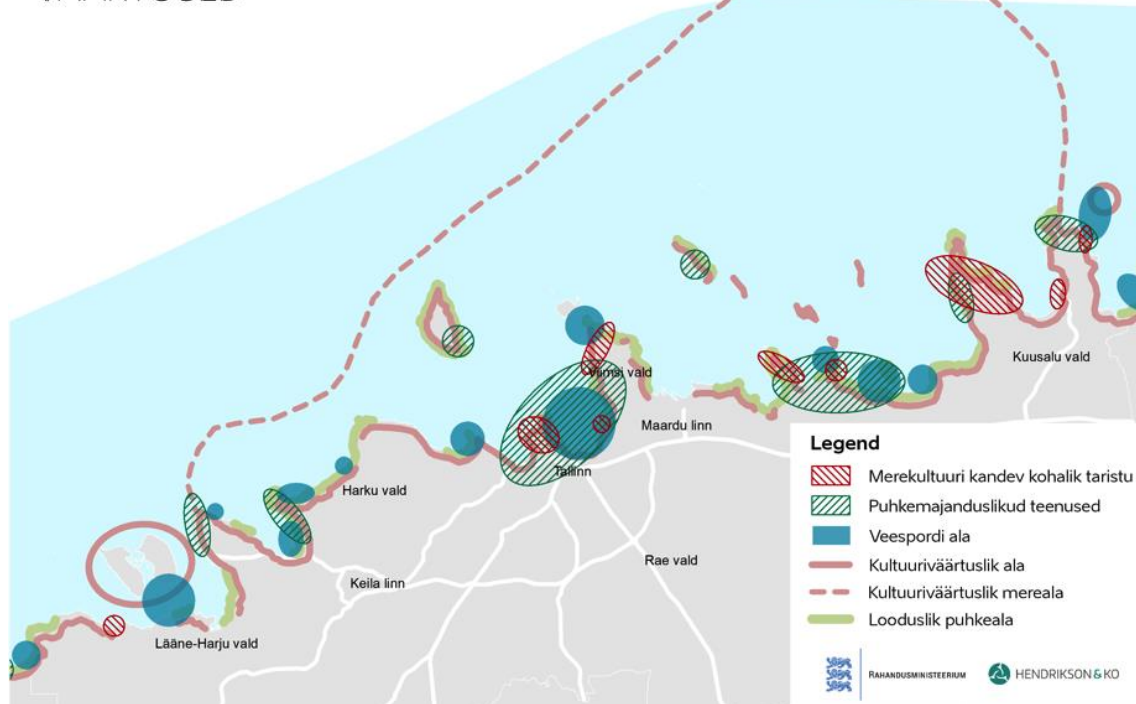 Kuusalu vald
Viimsi vald
Maardu linn
Tallinn
Harku vald
Rae vald
Keila linn
Lääne-Harju vald
Legend
Merekultuuri kandev kohalik taristu
Puhkemajanduslikud teenused
Veespordi ala
Kultuuriväärtuslik ala
Kultuuriväärtuslik mereala
Looduslik puhkeala
RAHANDUSMINISTEERIUM
HENDRIKSON & KO